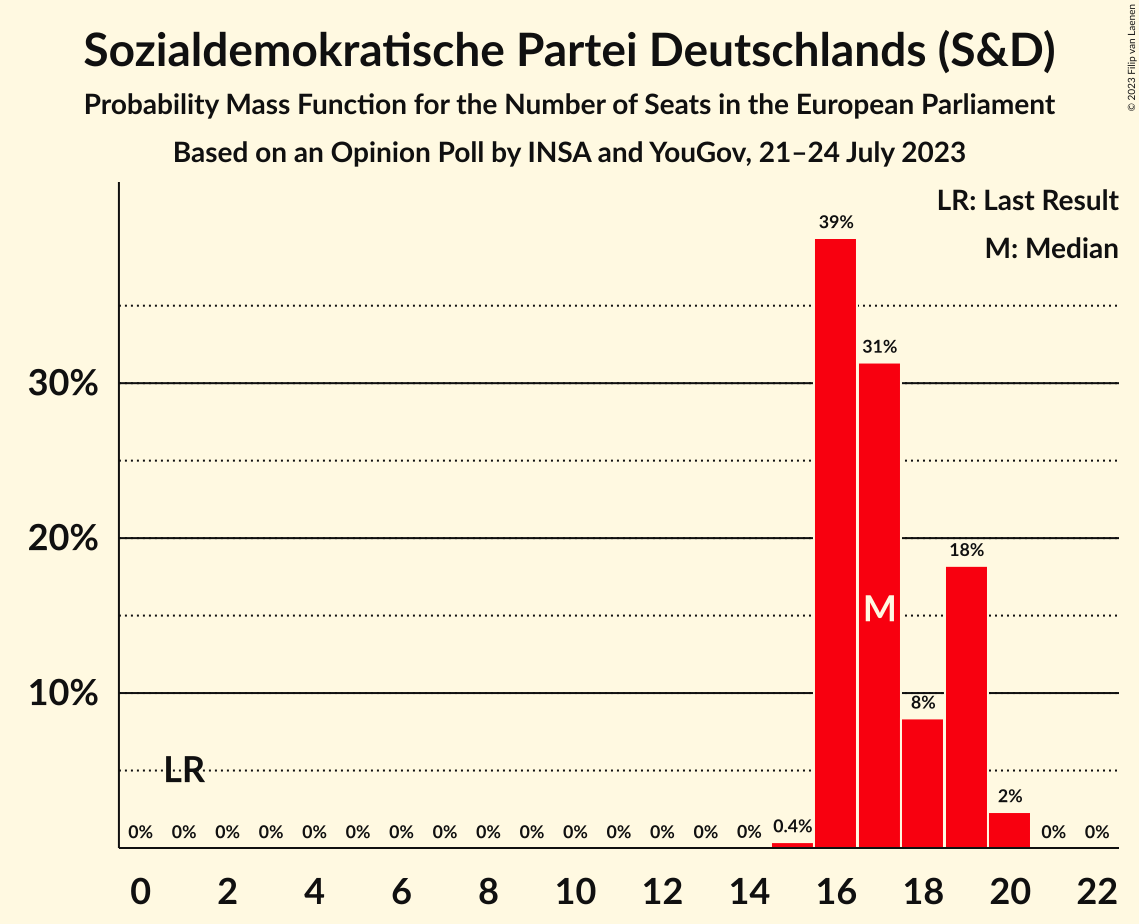 Sozialdemokratische Partei Deutschlands (S&D)
Probability Mass Function for the Number of Seats in the European Parliament
Based on an Opinion Poll by INSA and YouGov, 21–24 July 2023
© 2023 Filip van Laenen
LR: Last Result
M: Median
39%
31%
30%
20%
18%
M
10%
8%
LR
2%
0% 0% 0% 0% 0% 0% 0% 0% 0% 0% 0% 0% 0% 0% 0% 0.4% 0% 0%
0 2 4 6 8 10 12 14 16 18 20 22